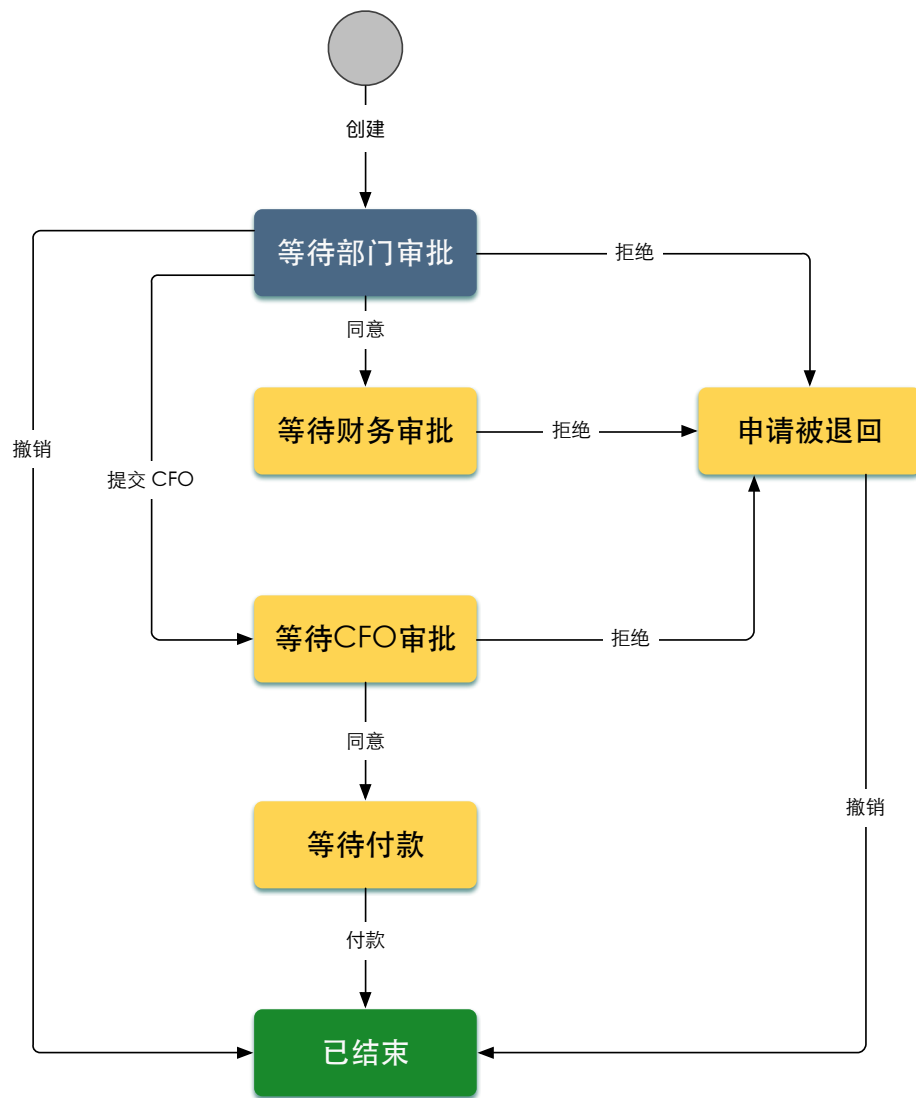 创建
等待部门审批
拒绝
同意
等待财务审批
拒绝
申请被退回
撤销
提交 CFO
等待CFO审批
拒绝
同意
撤销
等待付款
付款
已结束